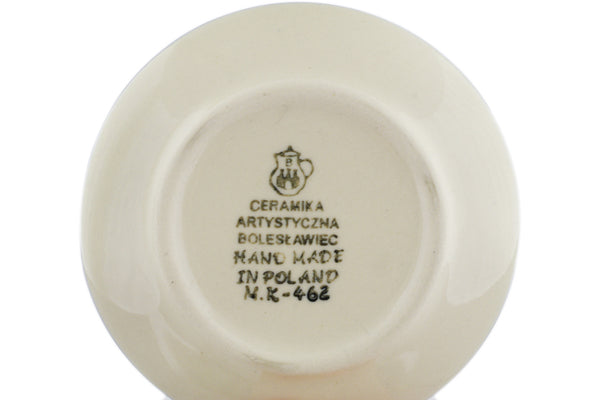 B
CERAMIKA
ARTYSTYCZNA
BOLESŁAWIEC
HAND MADE
IN POLAND
N.K-462